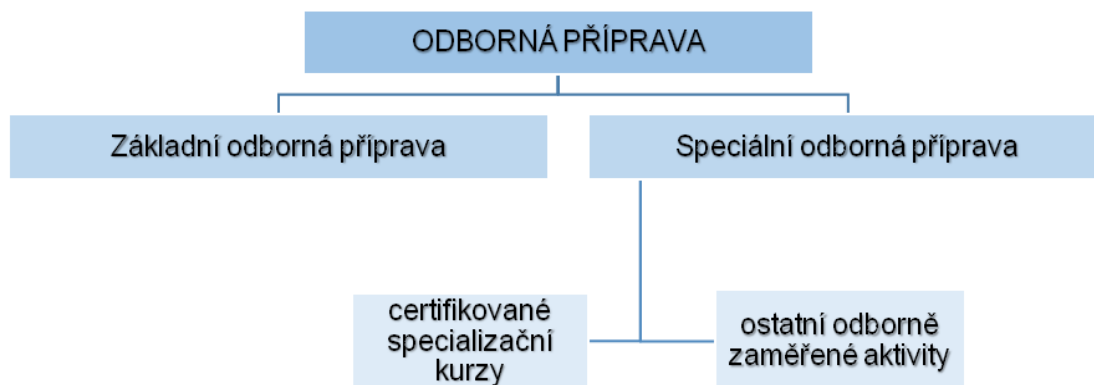 ODBORNÁ PŘÍPRAVA
Základní odborná příprava
Speciální odborná příprava
certifikované
specializační
kurzy
ostatní odborně
zaměřené aktivity